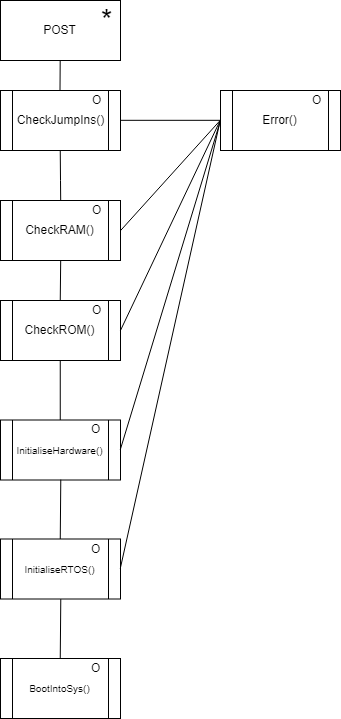 *
POST
O
CheckJumpIns()
O
Error()
O
CheckRAM()
O
CheckROM()
O
InitialiseHardware()
O
InitialiseRTOS()
O
BootIntoSys()